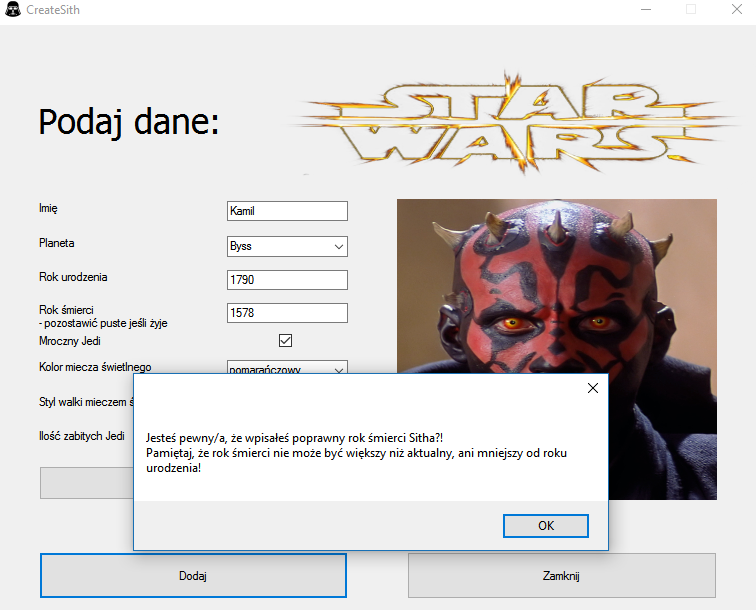 CreateSith
STAR
WARS
Podaj dane:
Imię
Kamil
Planeta
Byss
Rok urodzenia
1790
Rok śmierci
- pozostawić puste jeśli żyje
1578
Mroczny Jedi
Kolor miecza świetlnego
pomarańczowy
Styl walki mieczem
Ilość zabitych Jedi
Jesteś pewny/a, że wpisałeś poprawny rok śmierci Sitha?!
Pamiętaj, że rok śmierci nie może być większy niż aktualny, ani mniejszy od roku
urodzenia!
OK
Dodaj
Zamknij